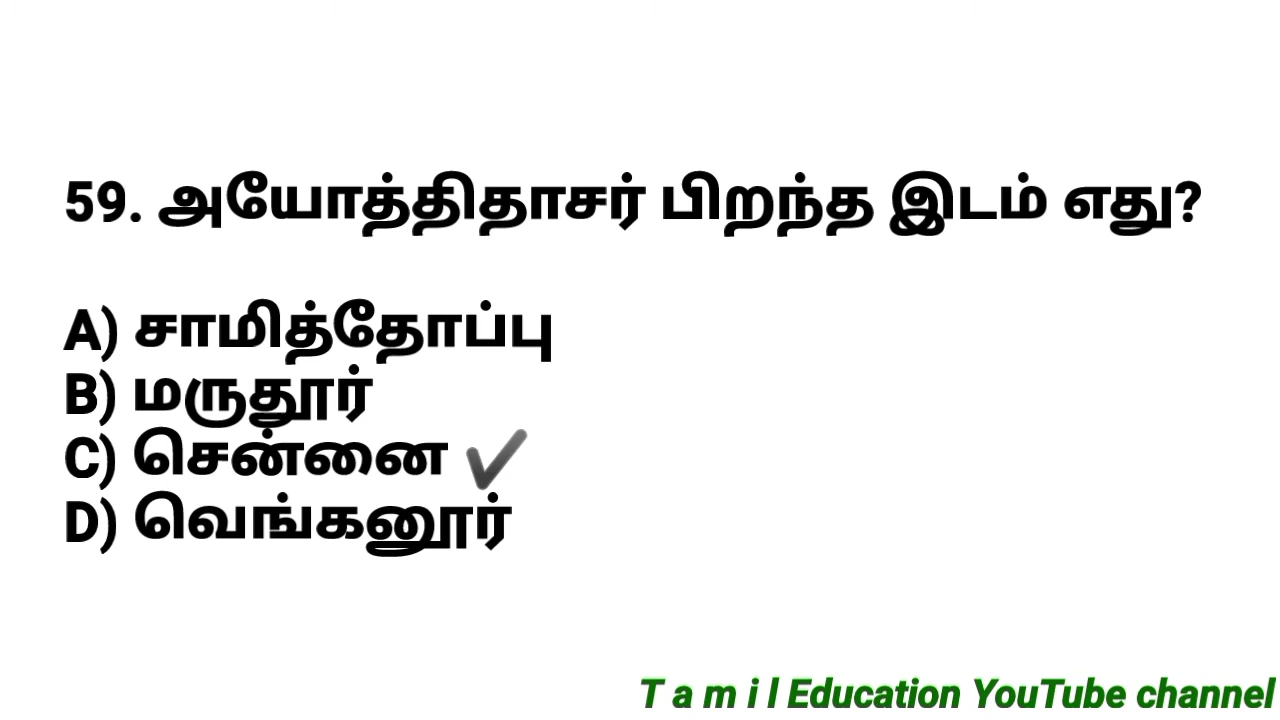 59. அயோத்திதாசர் பிறந்த இடம் எது?
A) சாமித்தோப்பு
B) மருதூர்
C) சென்னை ✔
D) வெங்கனூர்
T a m i l Education YouTube channel